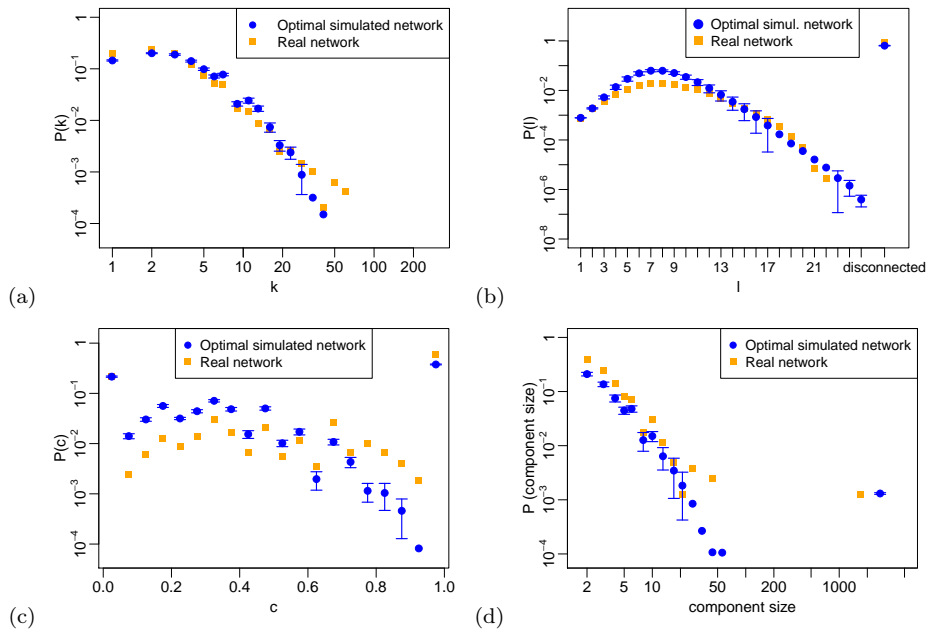 Optimal simulated network
Real network
P(k)
1
10⁻¹
10⁻²
10⁻³
10⁻⁴
1 2 5 10 20 50 100 200
k
(a)
Optimal simul. network
Real network
P(l)
1
10⁻²
10⁻⁴
10⁻⁶
10⁻⁸
1 3 5 7 9 13 17 21 disconnected
l
(b)
Optimal simulated network
Real network
P(c)
1
10⁻¹
10⁻²
10⁻³
10⁻⁴
0.0 0.2 0.4 0.6 0.8 1.0
c
(c)
Optimal simulated network
Real network
P (component size)
1
10⁻¹
10⁻²
10⁻³
10⁻⁴
2 5 10 50 200 1000
component size
(d)